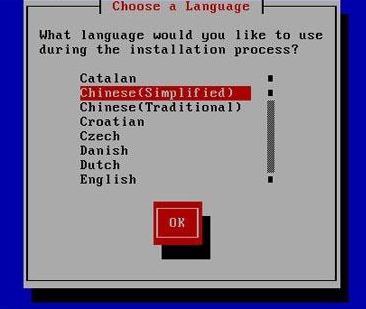 Choose a Language
What language would you like to use
during the installation process?
Catalan
Chinese(Simplified)
Chinese(Traditional)
Croatian
Czech
Danish
Dutch
English
OK